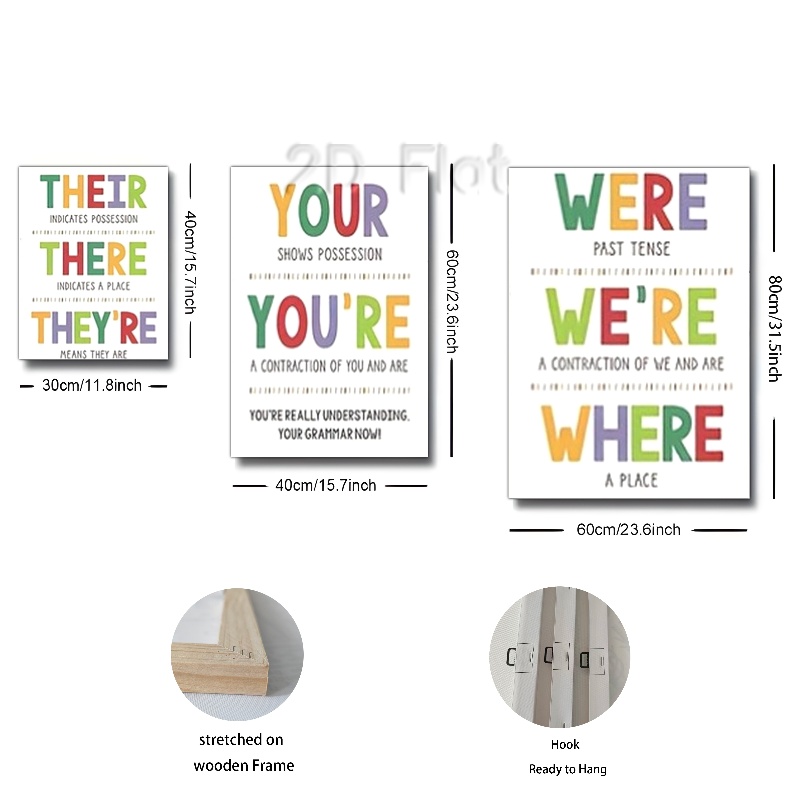 2D Flat
THEIR
INDICATES POSSESSION
THERE
INDICATES A PLACE
THEY'RE
MEANS THEY ARE
40cm/15.7inch
30cm/11.8inch
YOUR
SHOWS POSSESSION
YOU'RE
A CONTRACTION OF YOU AND ARE
YOU'RE REALLY UNDERSTANDING.
YOUR GRAMMAR NOW!
60cm/23.6inch
40cm/15.7inch
WERE
PAST TENSE
WE'RE
A CONTRACTION OF WE AND ARE
WHERE
A PLACE
80cm/31.5inch
60cm/23.6inch
stretched on
wooden Frame
Hook
Ready to Hang